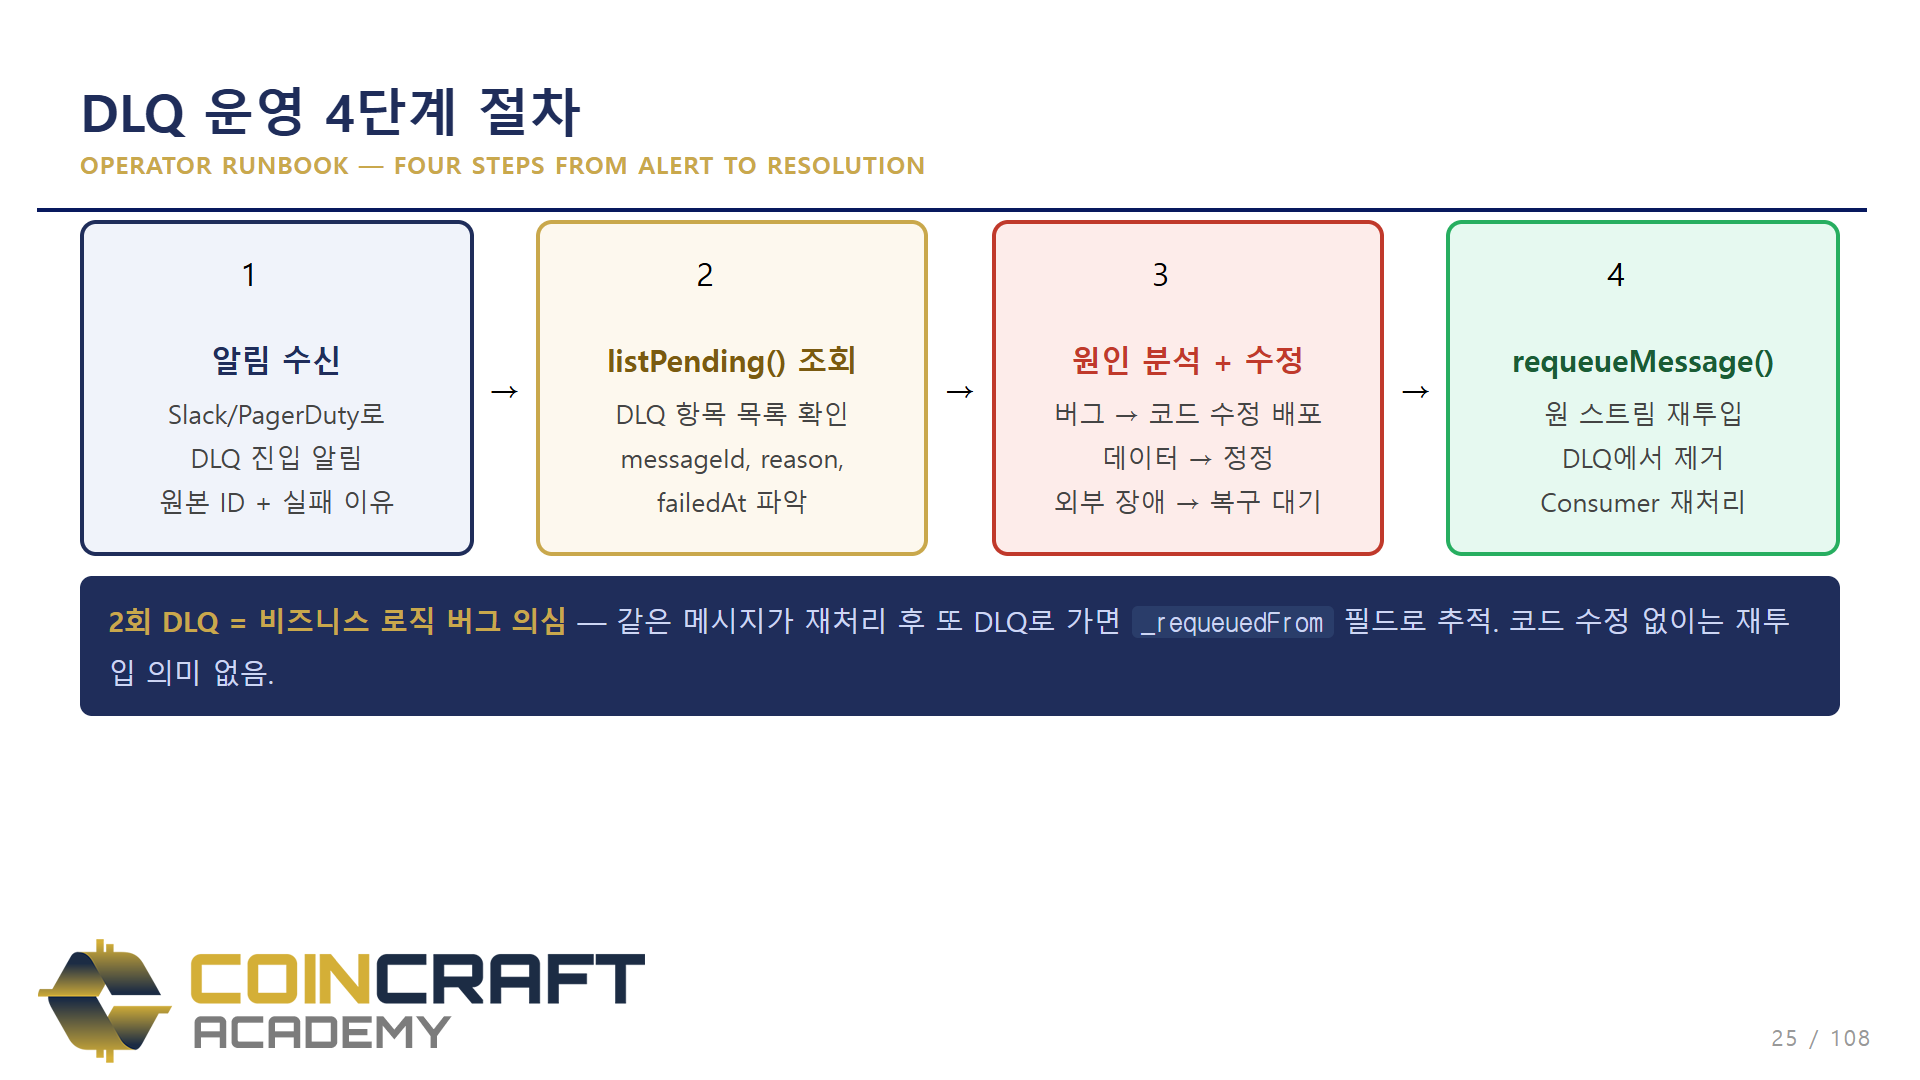 DLQ 운영 4단계 절차
OPERATOR RUNBOOK — FOUR STEPS FROM ALERT TO RESOLUTION
1
알림 수신
Slack/PagerDuty로
DLQ 진입 알림
원본 ID + 실패 이유
→
2
listPending() 조회
DLQ 항목 목록 확인
messageId, reason,
failedAt 파악
→
3
원인 분석 + 수정
버그 → 코드 수정 배포
데이터 → 정정
외부 장애 → 복구 대기
→
4
requeueMessage()
원 스트림 재투입
DLQ에서 제거
Consumer 재처리
2회 DLQ = 비즈니스 로직 버그 의심 — 같은 메시지가 재처리 후 또 DLQ로 가면 _requeuedFrom 필드로 추적. 코드 수정 없이는 재투
입 의미 없음.
COINCRAFT
ACADEMY
25 / 108